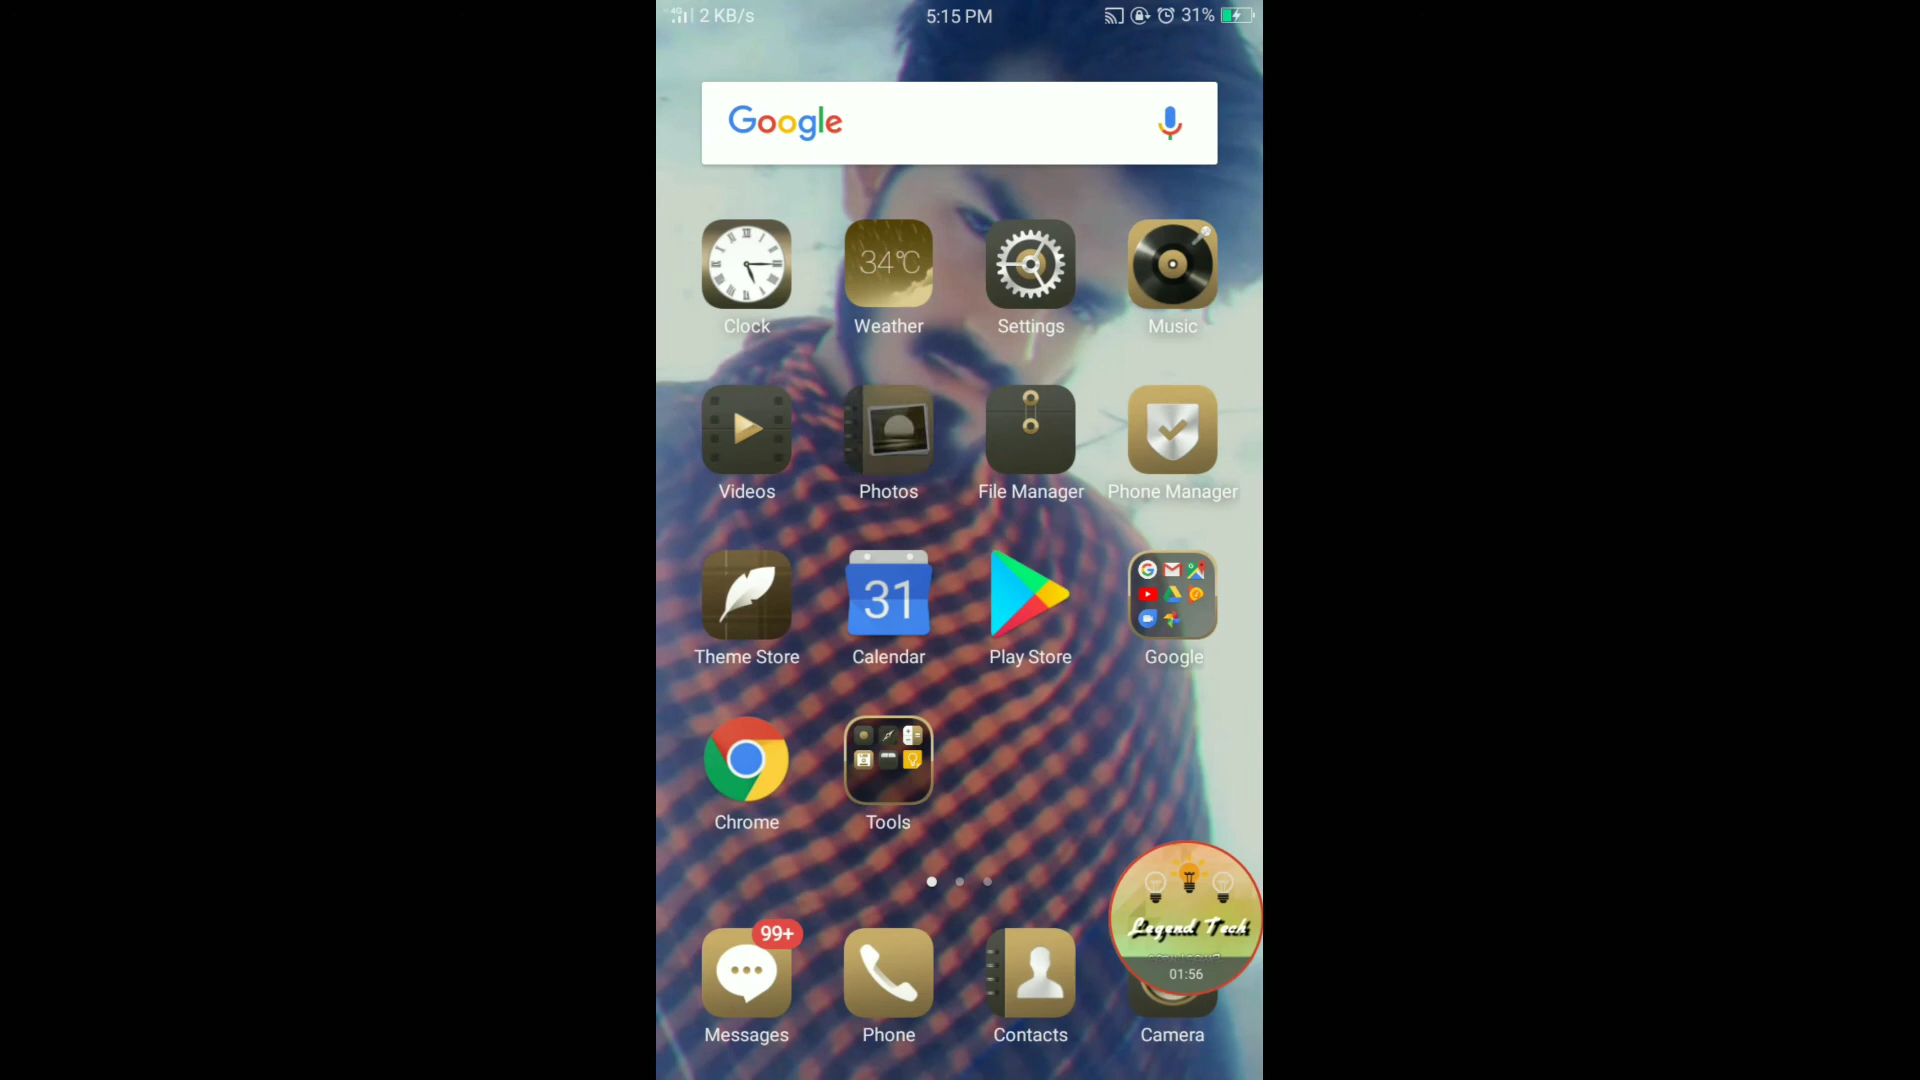 4G 2 KB/s 5:15 PM 31%
Google
34°C
Clock Weather Settings Music
Videos Photos File Manager Phone Manager
31
Theme Store Calendar Play Store Google
Chrome Tools
Legend Tech
99+
01:56
Messages Phone Contacts Camera